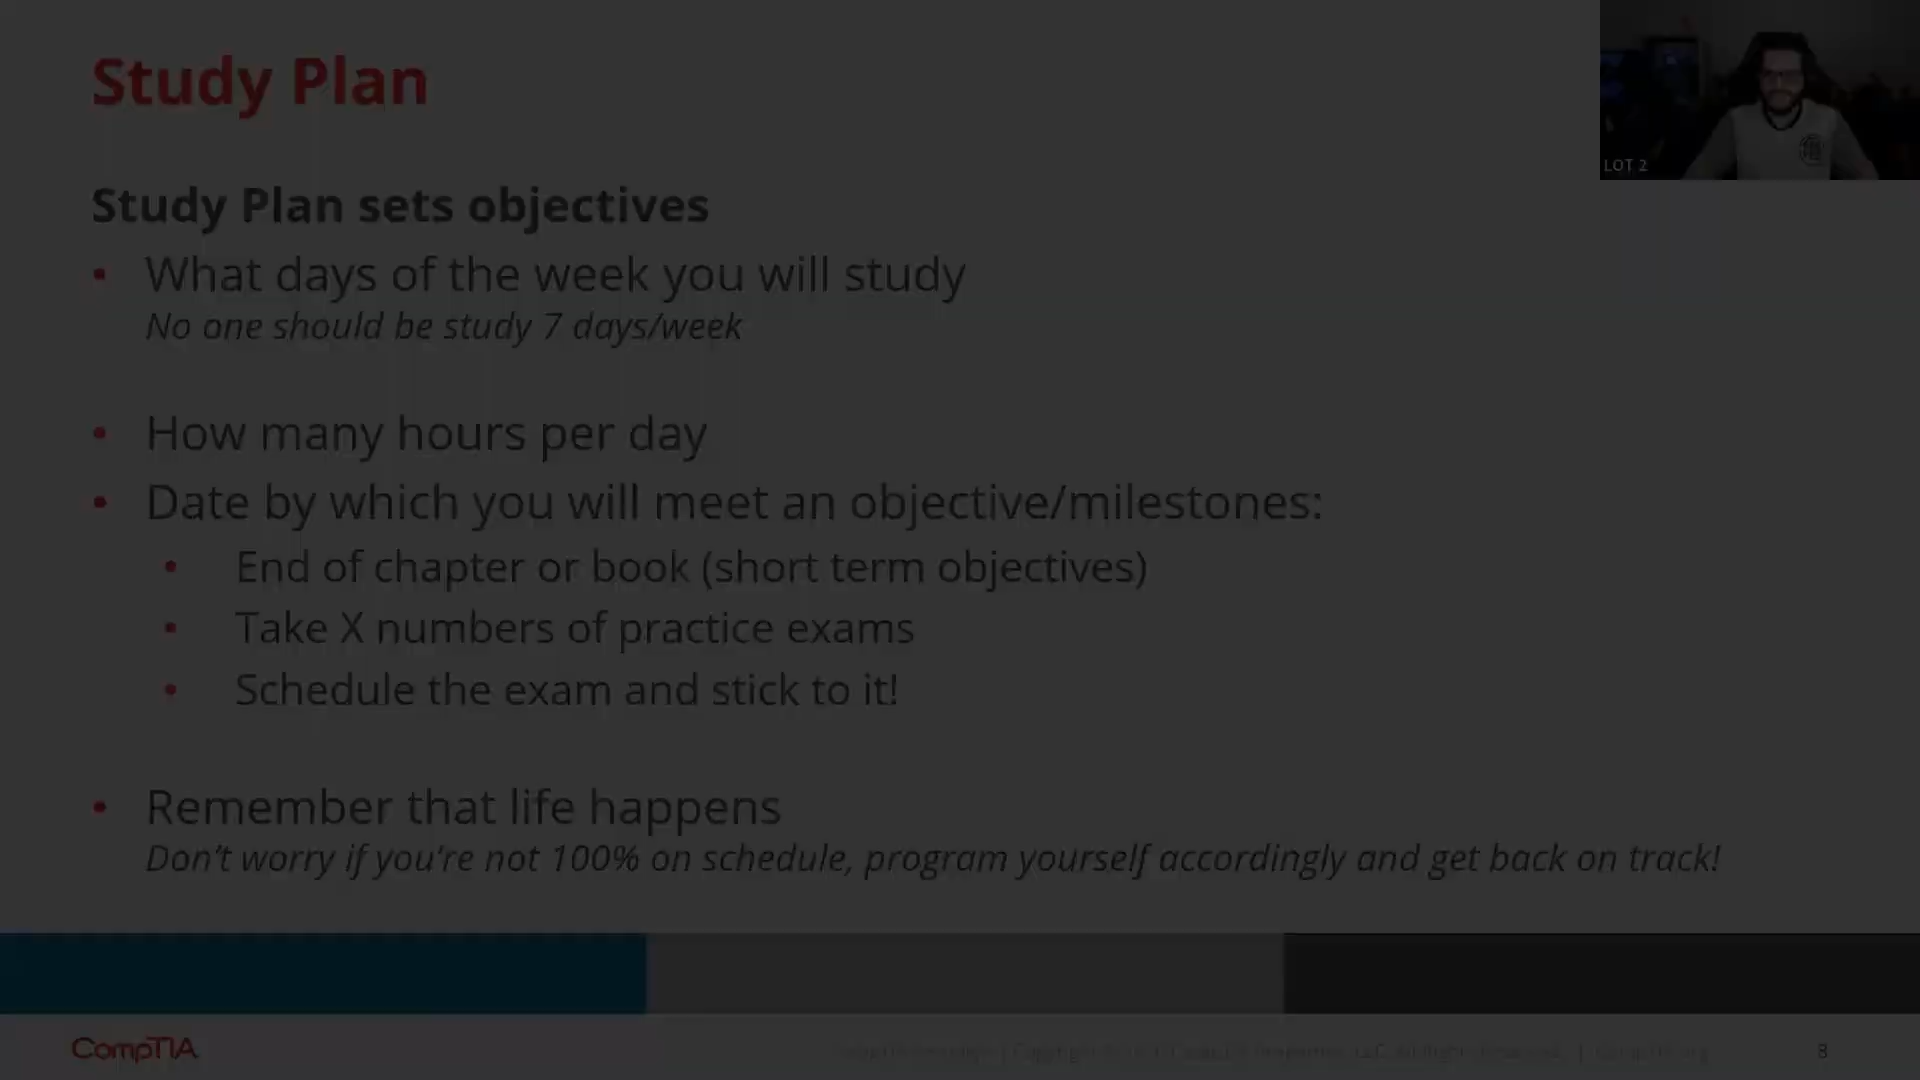 Study Plan
LOT 2
Study Plan sets objectives
• What days of the week you will study
No one should be study 7 days/week
• How many hours per day
• Date by which you will meet an objective/milestones:
• End of chapter or book (short term objectives)
• Take X numbers of practice exams
• Schedule the exam and stick to it!
• Remember that life happens
Don't worry if you're not 100% on schedule, program yourself accordingly and get back on track!
CompTIA